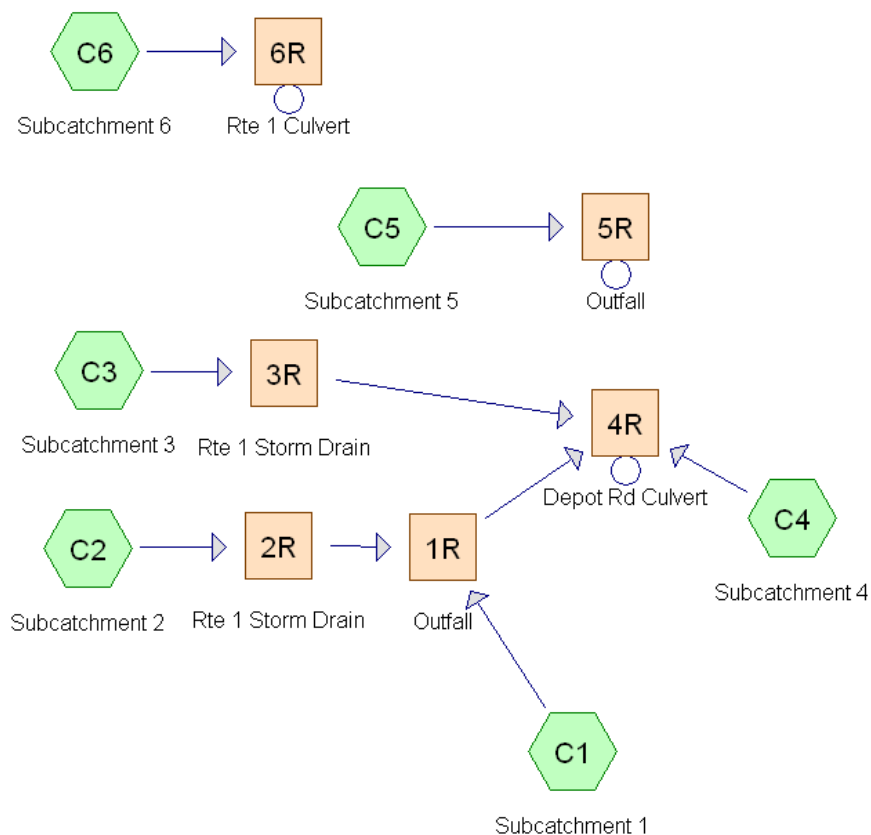 C6
6R
Subcatchment 6
Rte 1 Culvert
C5
5R
Subcatchment 5
Outfall
C3
3R
4R
Subcatchment 3
Rte 1 Storm Drain
Depot Rd Culvert
C2
2R
1R
C4
Subcatchment 2
Rte 1 Storm Drain
Outfall
Subcatchment 4
C1
Subcatchment 1